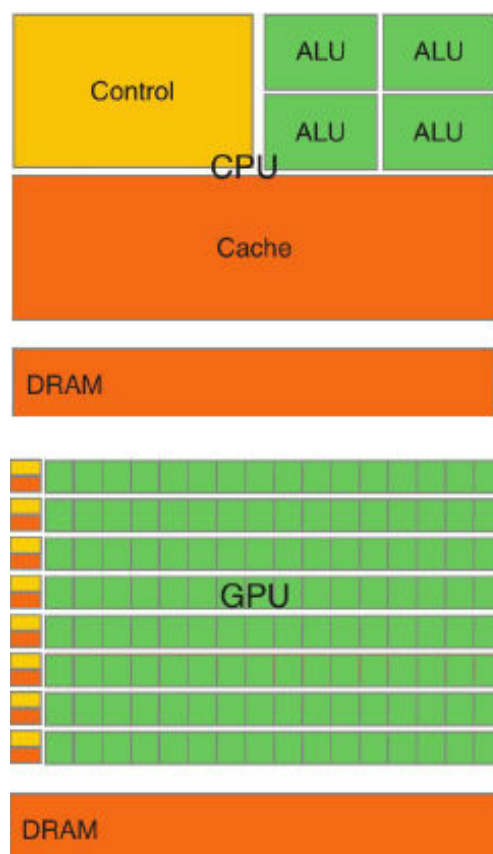 ALU ALU
Control
ALU ALU
CPU
Cache
DRAM
GPU
DRAM